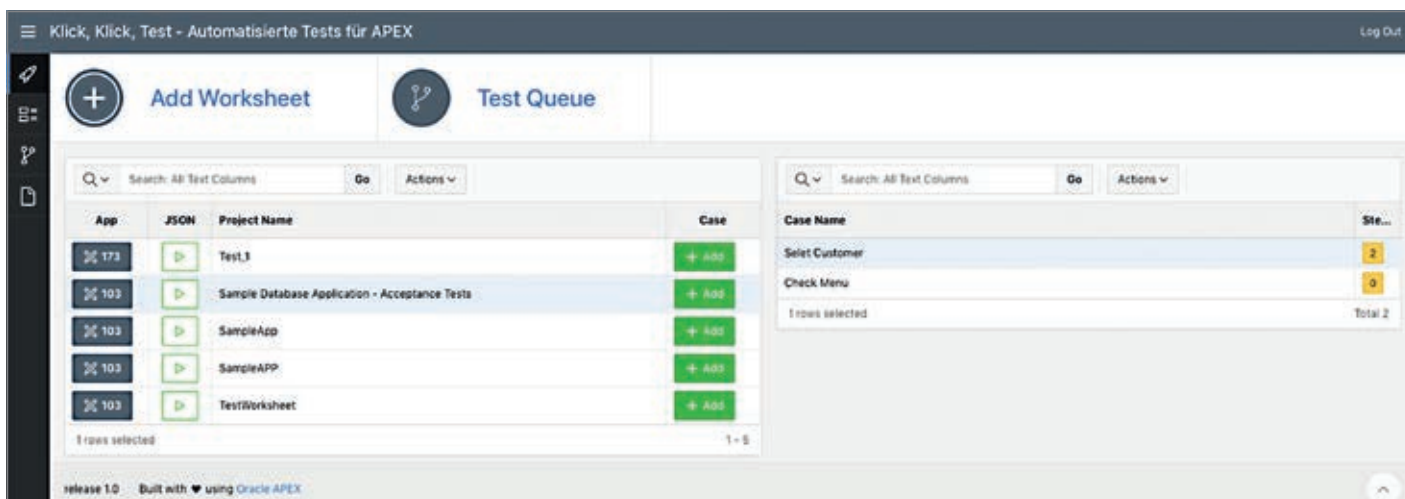 Klick, Klick, Test - Automatisierte Tests für APEX
Log Out
Add Worksheet
Test Queue
Search: All Text Columns Go Actions
App JSON Project Name Case
173 Test_1 + Add
103 Sample Database Application - Acceptance Tests + Add
103 SampleApp + Add
103 SampleAPP + Add
103 TestWorksheet + Add
1 rows selected 1 - 5
Search: All Text Columns Go Actions
Case Name Ste...
Selet Customer 2
Check Menu 0
1 rows selected Total 2
release 1.0 Built with ♥ using Oracle APEX